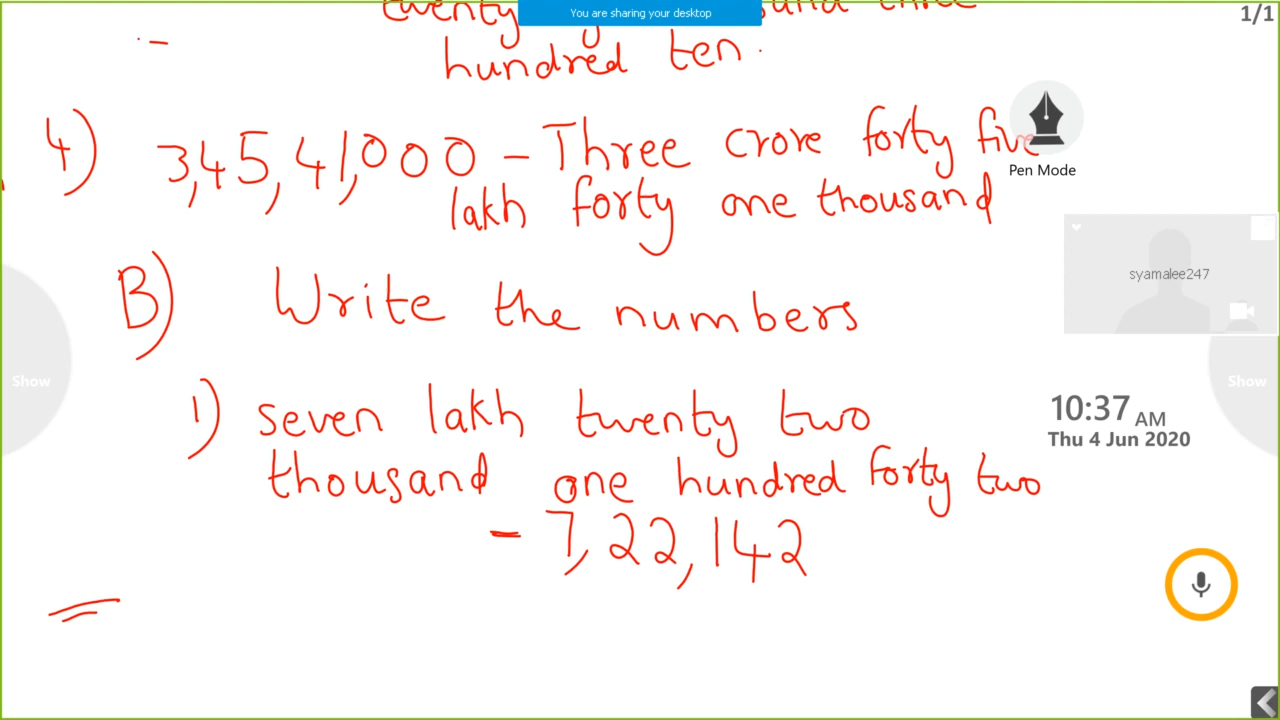 You are sharing your desktop
1/1
twenty three
hundred ten.
4) 3,45,41,000 - Three crore forty five
lakh forty one thousand
Pen Mode
syamalee247
B) Write the numbers
Show
Show
1) seven lakh twenty two
thousand one hundred forty two
- 7,22,142
10:37 AM
Thu 4 Jun 2020